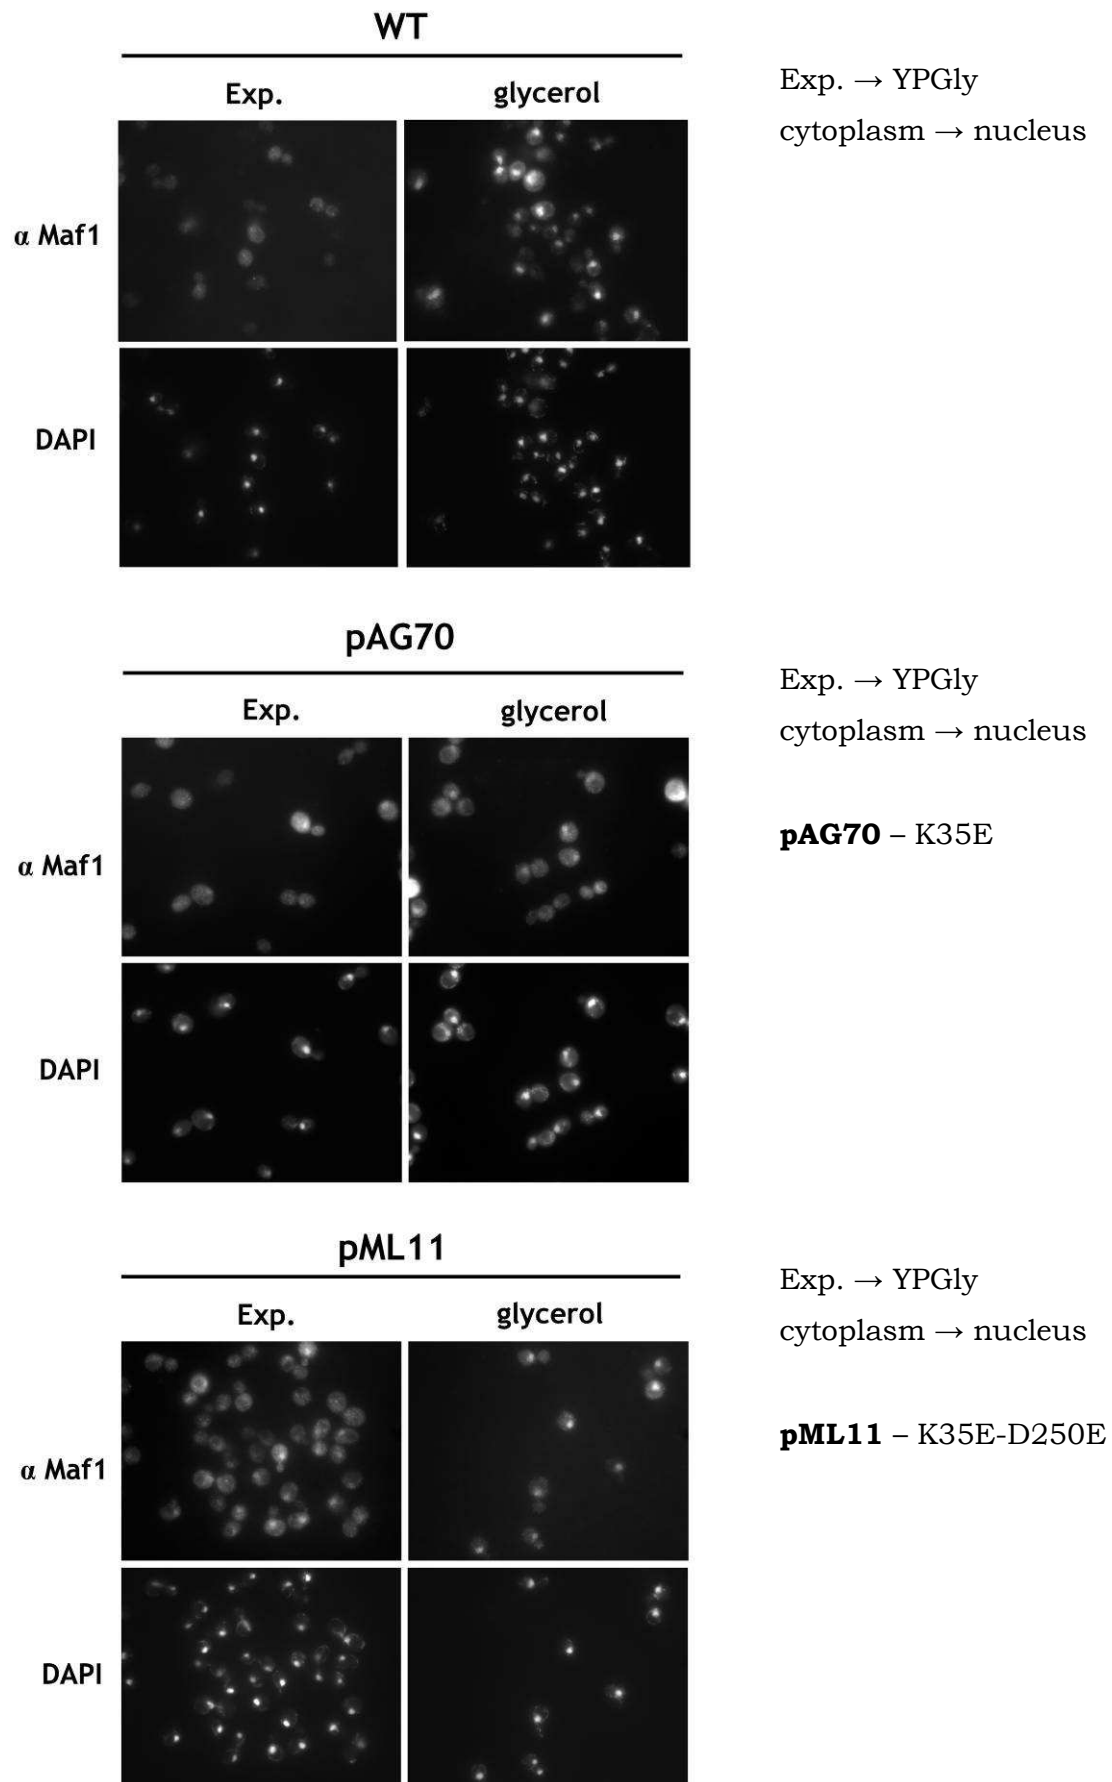 WT
Exp. glycerol
α Maf1
DAPI
Exp. → YPGly
cytoplasm → nucleus
pAG70
Exp. glycerol
α Maf1
DAPI
Exp. → YPGly
cytoplasm → nucleus
pAG70 – K35E
pML11
Exp. glycerol
α Maf1
DAPI
Exp. → YPGly
cytoplasm → nucleus
pML11 – K35E-D250E